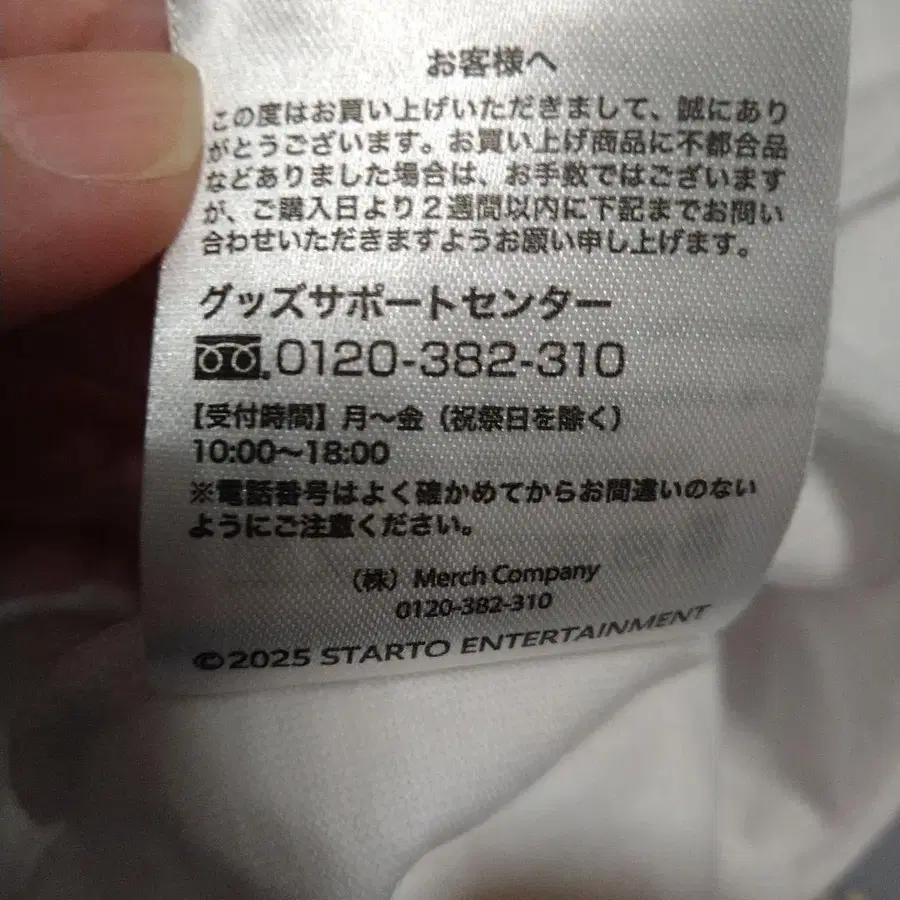 お客様へ
この度はお買い上げいただきまして、誠にあり
がとうございます。お買い上げ商品に不都合品
などありました場合は、お手数ではございます
が、ご購入日より２週間以内に下記までお問い
合わせいただきますようお願い申し上げます。
グッズサポートセンター
0120-382-310
【受付時間】月～金（祝祭日を除く）
10:00～18:00
※電話番号はよく確かめてからお間違いのない
ようにご注意ください。
（株）Merch Company
0120-382-310
©2025 STARTO ENTERTAINMENT